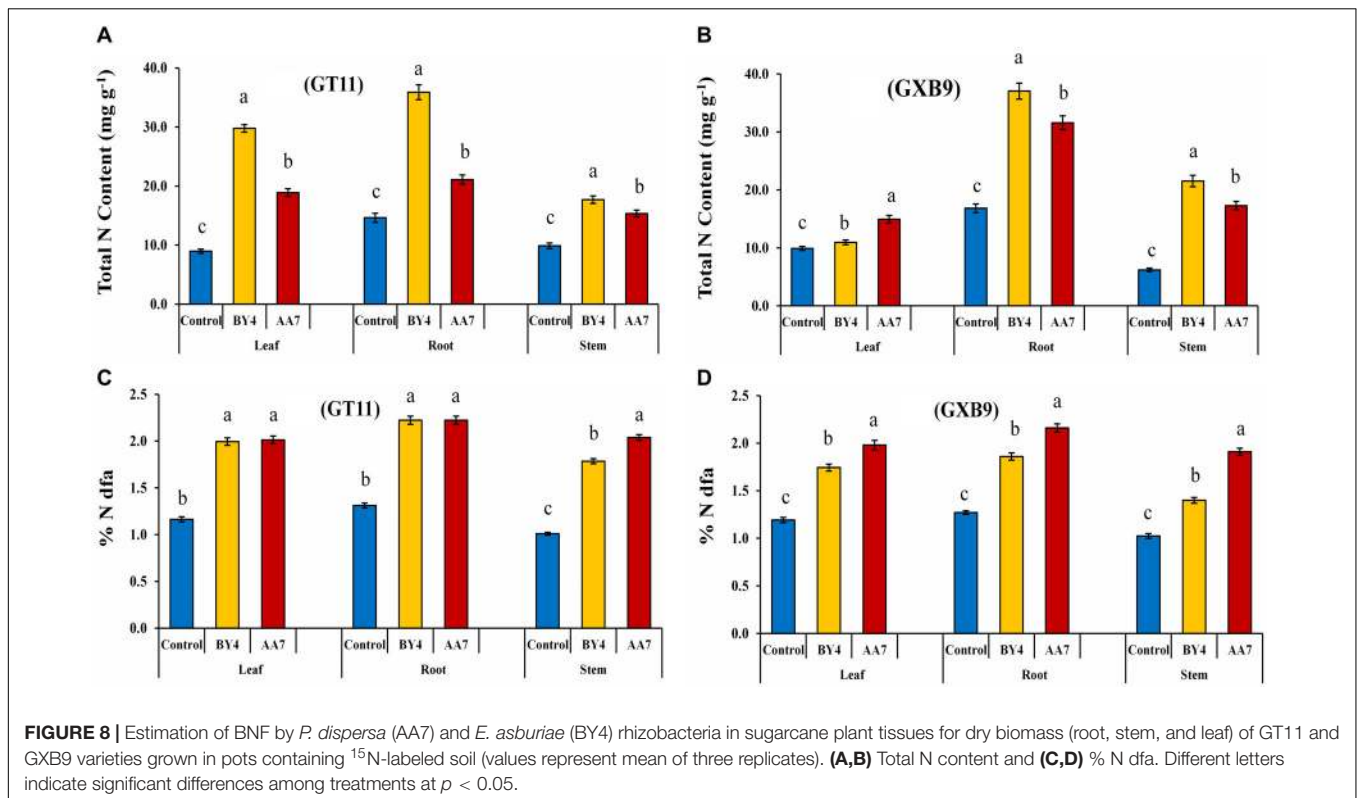 A
(GT11)
Total N Content (mg g-1)
40.0
30.0
20.0
10.0
0.0
c
a
b
c
a
b
c
a
b
Control BY4 AA7 Control BY4 AA7 Control BY4 AA7
Leaf Root Stem
B
(GXB9)
Total N Content (mg g-1)
40.0
30.0
20.0
10.0
0.0
c
b
a
c
a
b
c
a
b
Control BY4 AA7 Control BY4 AA7 Control BY4 AA7
Leaf Root Stem
C
(GT11)
% N dfa
2.5
2.0
1.5
1.0
0.5
0.0
b
a
a
b
a
a
c
b
a
Control BY4 AA7 Control BY4 AA7 Control BY4 AA7
Leaf Root Stem
D
(GXB9)
% N dfa
2.5
2.0
1.5
1.0
0.5
0.0
c
b
a
c
b
a
c
b
a
Control BY4 AA7 Control BY4 AA7 Control BY4 AA7
Leaf Root Stem
FIGURE 8 | Estimation of BNF by P. dispersa (AA7) and E. asburiae (BY4) rhizobacteria in sugarcane plant tissues for dry biomass (root, stem, and leaf) of GT11 and
GXB9 varieties grown in pots containing 15N-labeled soil (values represent mean of three replicates). (A,B) Total N content and (C,D) % N dfa. Different letters
indicate significant differences among treatments at p < 0.05.